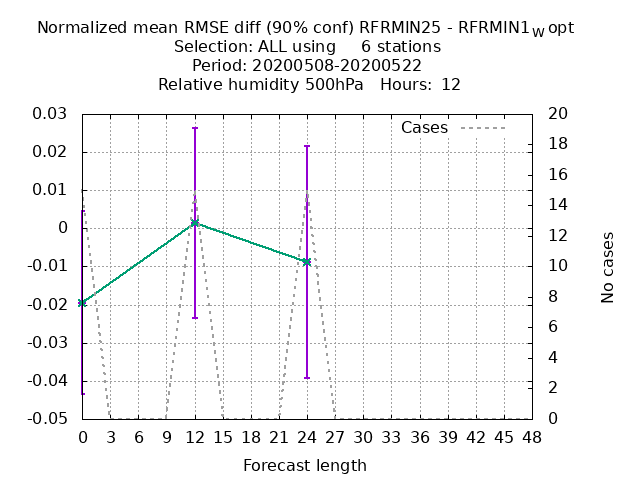 Normalized mean RMSE diff (90% conf) RFRMIN25 - RFRMIN1wopt
Selection: ALL using     6 stations
Period: 20200508-20200522
Relative humidity 500hPa   Hours:  12
Cases
0.03
0.02
0.01
0
-0.01
-0.02
-0.03
-0.04
-0.05
20
18
16
14
12
10
8
6
4
2
0
No cases
0 3 6 9 12 15 18 21 24 27 30 33 36 39 42 45 48
Forecast length